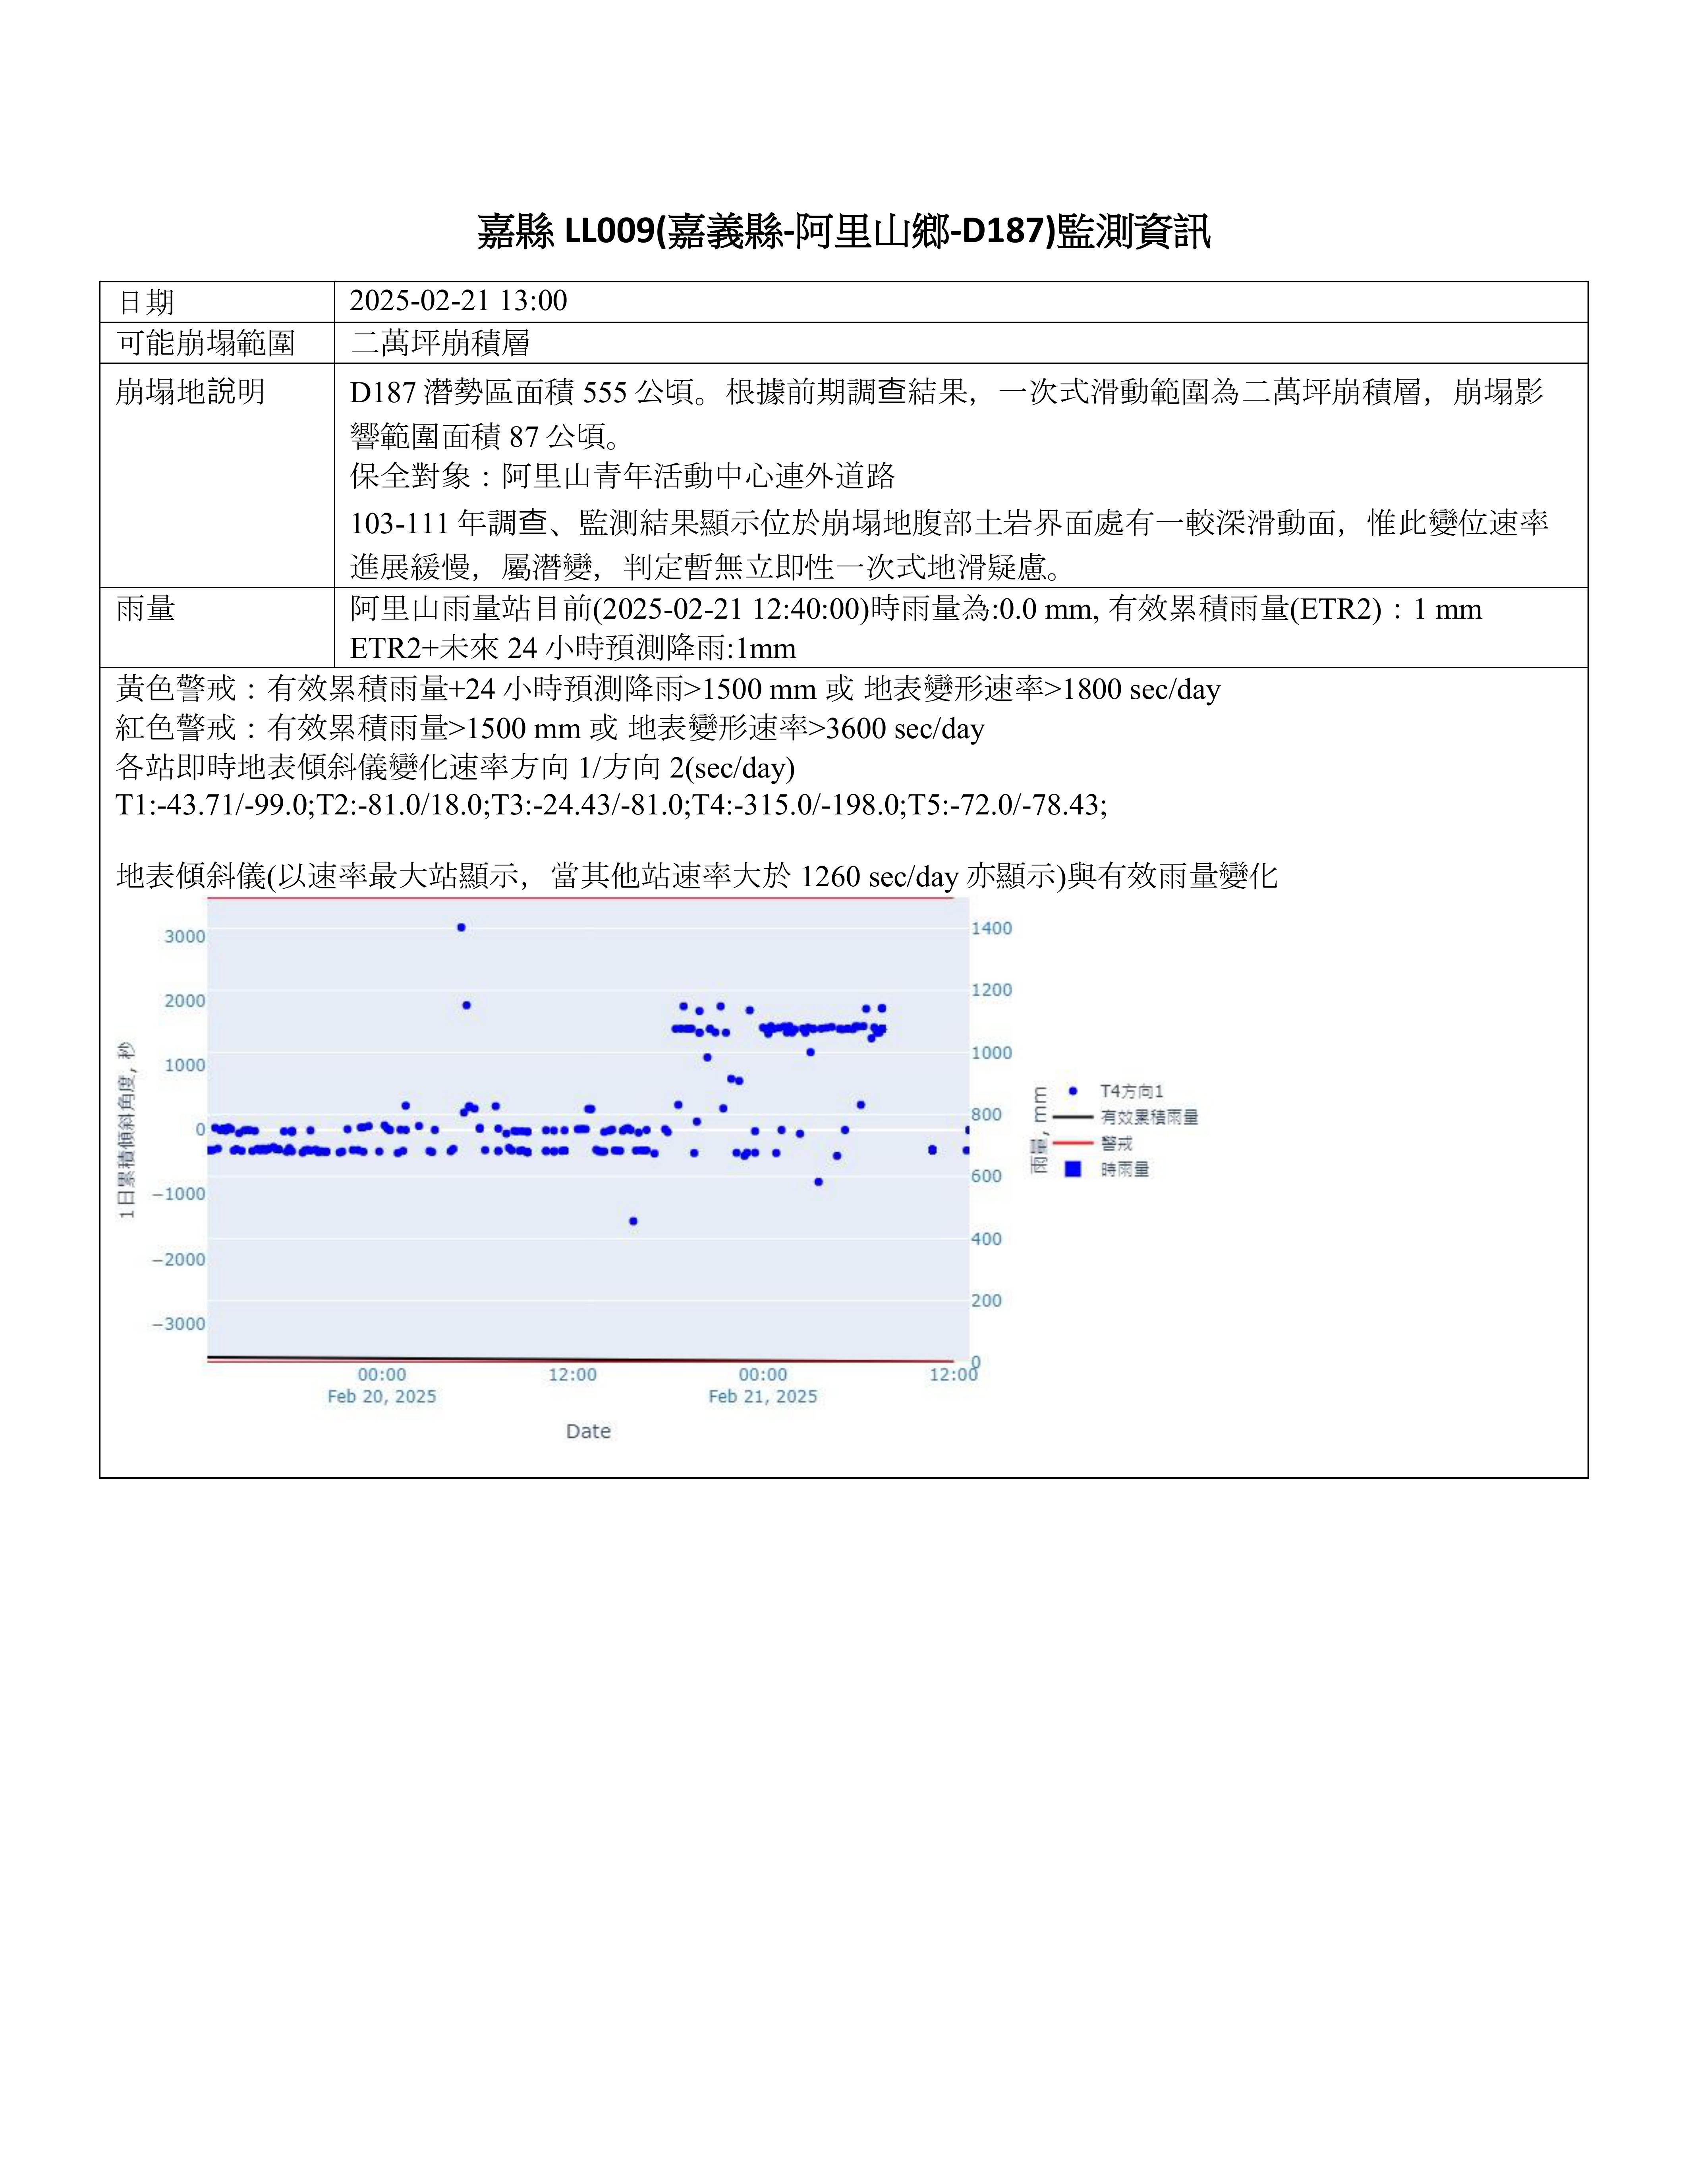 嘉縣 LL009(嘉義縣-阿里山鄉-D187)監測資訊
日期 2025-02-21 13:00
可能崩塌範圍 二萬坪崩積層
崩塌地說明 D187 潛勢區面積 555 公頃。根據前期調查結果，一次式滑動範圍為二萬坪崩積層，崩塌影
響範圍面積 87 公頃。
保全對象：阿里山青年活動中心連外道路
103-111 年調查、監測結果顯示位於崩塌地腹部土岩界面處有一較深滑動面，惟此變位速率
進展緩慢，屬潛變，判定暫無立即性一次式地滑疑慮。
雨量 阿里山雨量站目前(2025-02-21 12:40:00)時雨量為:0.0 mm, 有效累積雨量(ETR2)：1 mm
ETR2+未來 24 小時預測降雨:1mm
黃色警戒：有效累積雨量+24 小時預測降雨>1500 mm 或 地表變形速率>1800 sec/day
紅色警戒：有效累積雨量>1500 mm 或 地表變形速率>3600 sec/day
各站即時地表傾斜儀變化速率方向 1/方向 2(sec/day)
T1:-43.71/-99.0;T2:-81.0/18.0;T3:-24.43/-81.0;T4:-315.0/-198.0;T5:-72.0/-78.43;
地表傾斜儀(以速率最大站顯示，當其他站速率大於 1260 sec/day 亦顯示)與有效雨量變化
1日累積傾斜角度, 秒
3000
2000
1000
0
−1000
−2000
−3000
1400
1200
1000
800
600
400
200
0
雨量, mm
T4方向1
有效累積雨量
警戒
時雨量
00:00 12:00 00:00 12:00
Feb 20, 2025 Feb 21, 2025
Date